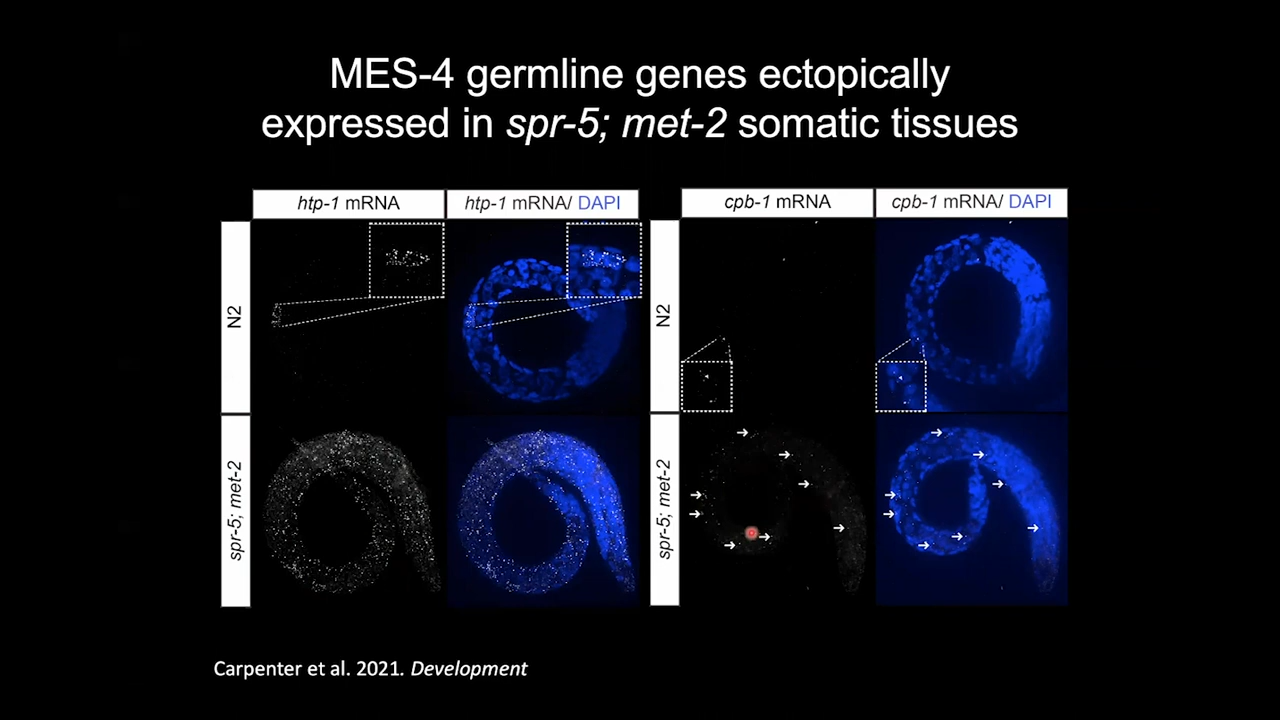 MES-4 germline genes ectopically
expressed in spr-5; met-2 somatic tissues
htp-1 mRNA
htp-1 mRNA/ DAPI
cpb-1 mRNA
cpb-1 mRNA/ DAPI
N2
N2
spr-5; met-2
spr-5; met-2
Carpenter et al. 2021. Development